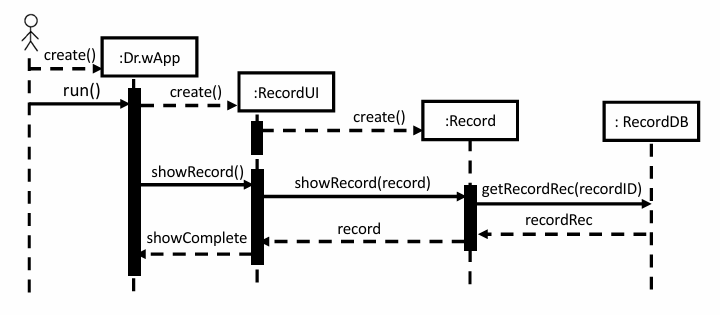 create()
:Dr.wApp
run()
create()
:RecordUI
create()
:Record
: RecordDB
showRecord()
showRecord(record)
getRecordRec(recordID)
recordRec
record
showComplete